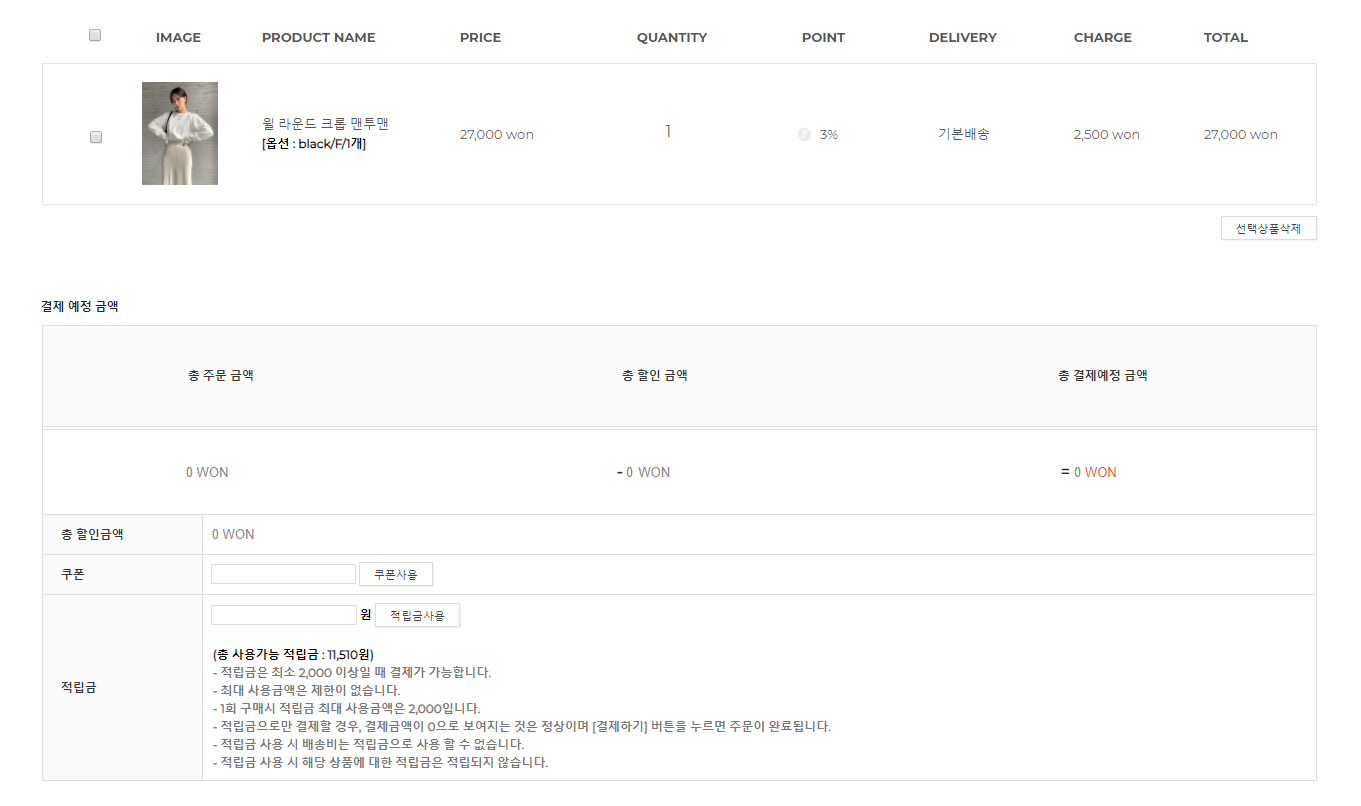 IMAGE PRODUCT NAME PRICE QUANTITY POINT DELIVERY CHARGE TOTAL
윌 라운드 크롭 맨투맨
[옵션 : black/F/1개]
27,000 won 1 P 3% 기본배송 2,500 won 27,000 won
선택상품삭제
결제 예정 금액
총 주문 금액 총 할인 금액 총 결제예정 금액
0 WON - 0 WON = 0 WON
총 할인금액 0 WON
쿠폰 쿠폰사용
원 적립금사용
적립금
(총 사용가능 적립금 : 11,510원)
- 적립금은 최소 2,000 이상일 때 결제가 가능합니다.
- 최대 사용금액은 제한이 없습니다.
- 1회 구매시 적립금 최대 사용금액은 2,000입니다.
- 적립금으로만 결제할 경우, 결제금액이 0으로 보여지는 것은 정상이며 [결제하기] 버튼을 누르면 주문이 완료됩니다.
- 적립금 사용 시 배송비는 적립금으로 사용 할 수 없습니다.
- 적립금 사용 시 해당 상품에 대한 적립금은 적립되지 않습니다.